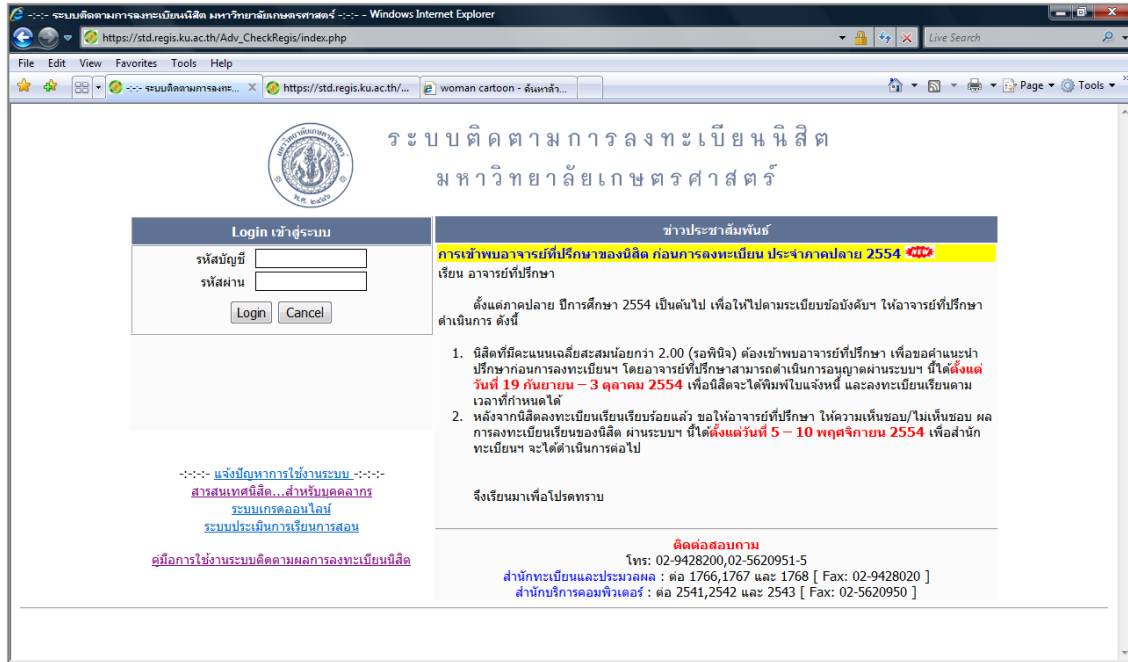 -:-:- ระบบติดตามการลงทะเบียนนิสิต มหาวิทยาลัยเกษตรศาสตร์ -:-:- - Windows Internet Explorer
https://std.regis.ku.ac.th/Adv_CheckRegis/index.php
Live Search
File Edit View Favorites Tools Help
-:-:- ระบบติดตามการลงทะ...
https://std.regis.ku.ac.th/...
woman cartoon - ค้นหาด้ว...
Page
Tools
มหาวิทยาลัยเกษตรศาสตร์
พ.ศ. ๒๔๘๖
ระบบติดตามการลงทะเบียนนิสิต
มหาวิทยาลัยเกษตรศาสตร์
Login เข้าสู่ระบบ
รหัสบัญชี
รหัสผ่าน
Login Cancel
-:-:-:- แจ้งปัญหาการใช้งานระบบ -:-:-:-
สารสนเทศนิสิต...สำหรับบุคคลากร
ระบบเกรดออนไลน์
ระบบประเมินการเรียนการสอน
คู่มือการใช้งานระบบติดตามผลการลงทะเบียนนิสิต
ข่าวประชาสัมพันธ์
การเข้าพบอาจารย์ที่ปรึกษาของนิสิต ก่อนการลงทะเบียน ประจำภาคปลาย 2554 NEW
เรียน อาจารย์ที่ปรึกษา
ตั้งแต่ภาคปลาย ปีการศึกษา 2554 เป็นต้นไป เพื่อให้ไปตามระเบียบข้อบังคับฯ ให้อาจารย์ที่ปรึกษา
ดำเนินการ ดังนี้
1. นิสิตที่มีคะแนนเฉลี่ยสะสมน้อยกว่า 2.00 (รอพินิจ) ต้องเข้าพบอาจารย์ที่ปรึกษา เพื่อขอคำแนะนำ
ปรึกษาก่อนการลงทะเบียนฯ โดยอาจารย์ที่ปรึกษาสามารถดำเนินการอนุญาตผ่านระบบฯ นี้ได้ตั้งแต่
วันที่ 19 กันยายน – 3 ตุลาคม 2554 เพื่อนิสิตจะได้พิมพ์ใบแจ้งหนี้ และลงทะเบียนเรียนตาม
เวลาที่กำหนดได้
2. หลังจากนิสิตลงทะเบียนเรียนเรียบร้อยแล้ว ขอให้อาจารย์ที่ปรึกษา ให้ความเห็นชอบ/ไม่เห็นชอบ ผล
การลงทะเบียนเรียนของนิสิต ผ่านระบบฯ นี้ได้ตั้งแต่วันที่ 5 – 10 พฤศจิกายน 2554 เพื่อสำนัก
ทะเบียนฯ จะได้ดำเนินการต่อไป
จึงเรียนมาเพื่อโปรดทราบ
ติดต่อสอบถาม
โทร: 02-9428200,02-5620951-5
สำนักทะเบียนและประมวลผล : ต่อ 1766,1767 และ 1768 [ Fax: 02-9428020 ]
สำนักบริการคอมพิวเตอร์ : ต่อ 2541,2542 และ 2543 [ Fax: 02-5620950 ]